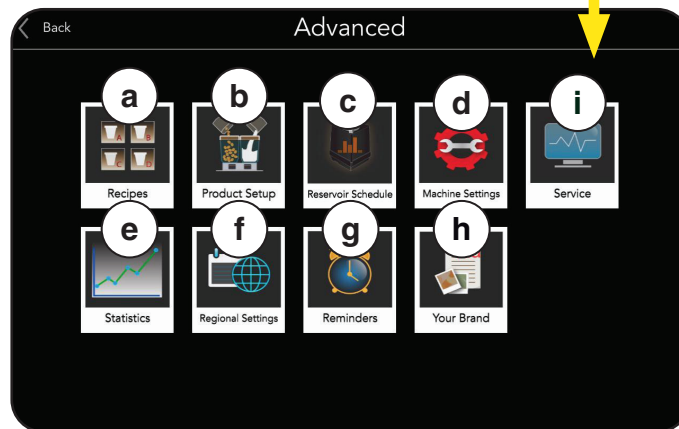 Back
Advanced
a
b
c
d
i
A
B
C
D
Recipes
Product Setup
Reservoir Schedule
Machine Settings
Service
e
f
g
h
Statistics
Regional Settings
Reminders
Your Brand